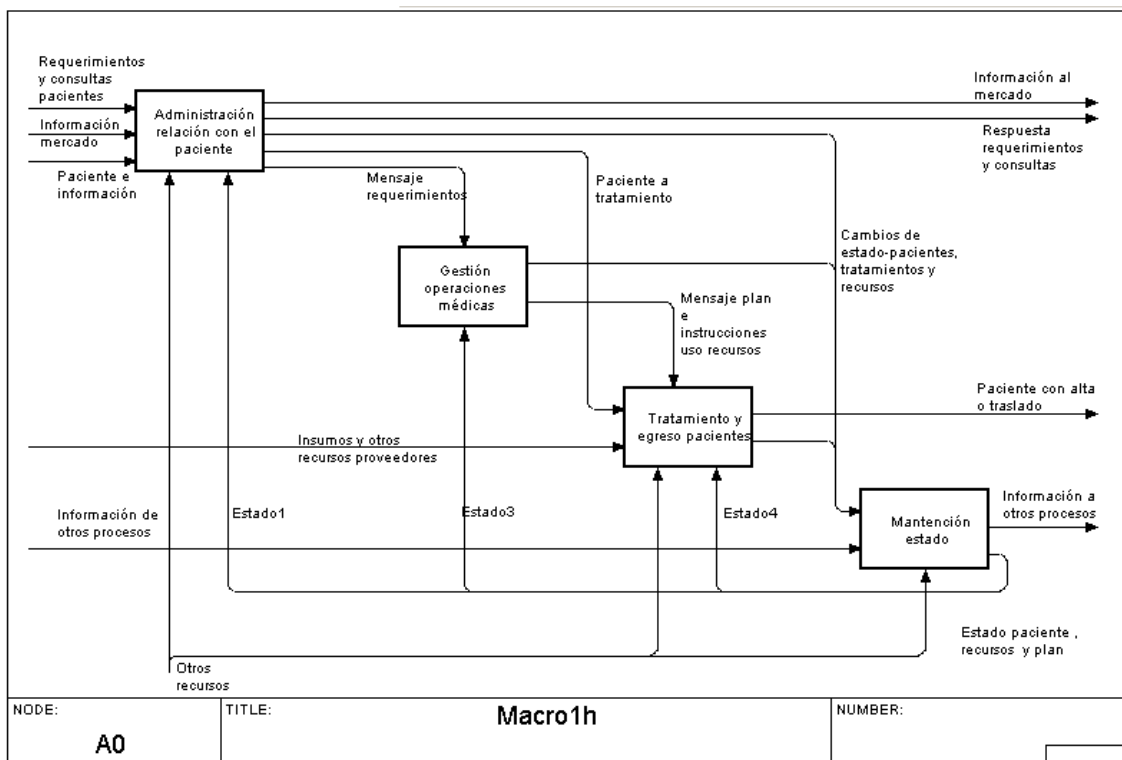 Requerimientos
y consultas
pacientes
Información
mercado
Paciente e
información
Administración
relación con el
paciente
Información al
mercado
Respuesta
requerimientos
y consultas
Mensaje
requerimientos
Paciente a
tratamiento
Gestión
operaciones
médicas
Cambios de
estado-pacientes,
tratamientos y
recursos
Mensaje plan
e
instrucciones
uso recursos
Paciente con alta
o traslado
Tratamiento y
egreso pacientes
Insumos y otros
recursos proveedores
Información de
otros procesos
Estado1
Estado3
Estado4
Mantención
estado
Información a
otros procesos
Estado paciente ,
recursos y plan
Otros
recursos
NODE:
A0
TITLE:
Macro1h
NUMBER: